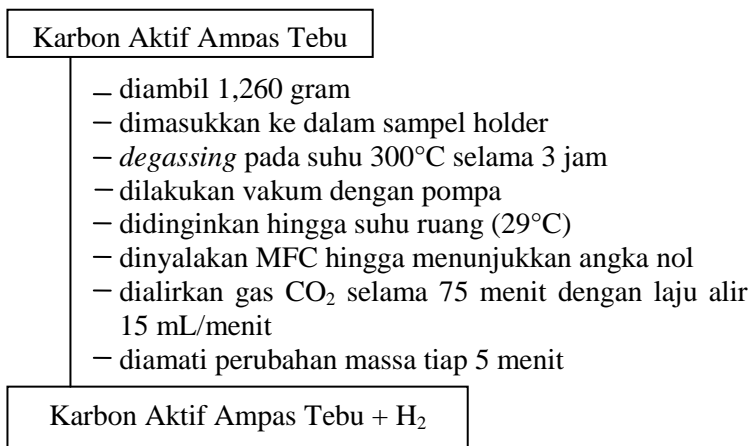 Karbon Aktif Ampas Tebu
– diambil 1,260 gram
– dimasukkan ke dalam sampel holder
– degassing pada suhu 300°C selama 3 jam
– dilakukan vakum dengan pompa
– didinginkan hingga suhu ruang (29°C)
– dinyalakan MFC hingga menunjukkan angka nol
– dialirkan gas CO₂ selama 75 menit dengan laju alir
15 mL/menit
– diamati perubahan massa tiap 5 menit
Karbon Aktif Ampas Tebu + H₂